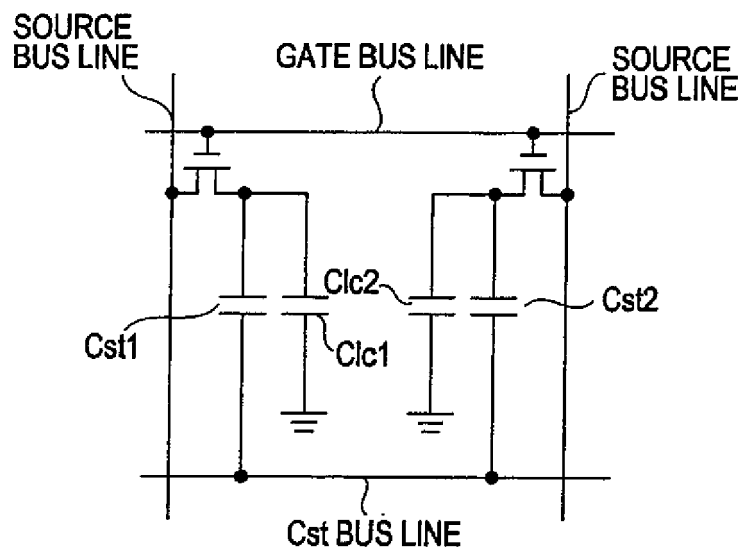 SOURCE
BUS LINE
GATE BUS LINE
SOURCE
BUS LINE
Clc2
Cst2
Cst1
Clc1
Cst BUS LINE